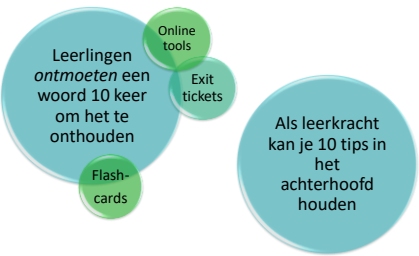 Leerlingen
ontmoeten een
woord 10 keer
om het te
onthouden
Online
tools
Exit
tickets
Flash-
cards
Als leerkracht
kan je 10 tips in
het
achterhoofd
houden